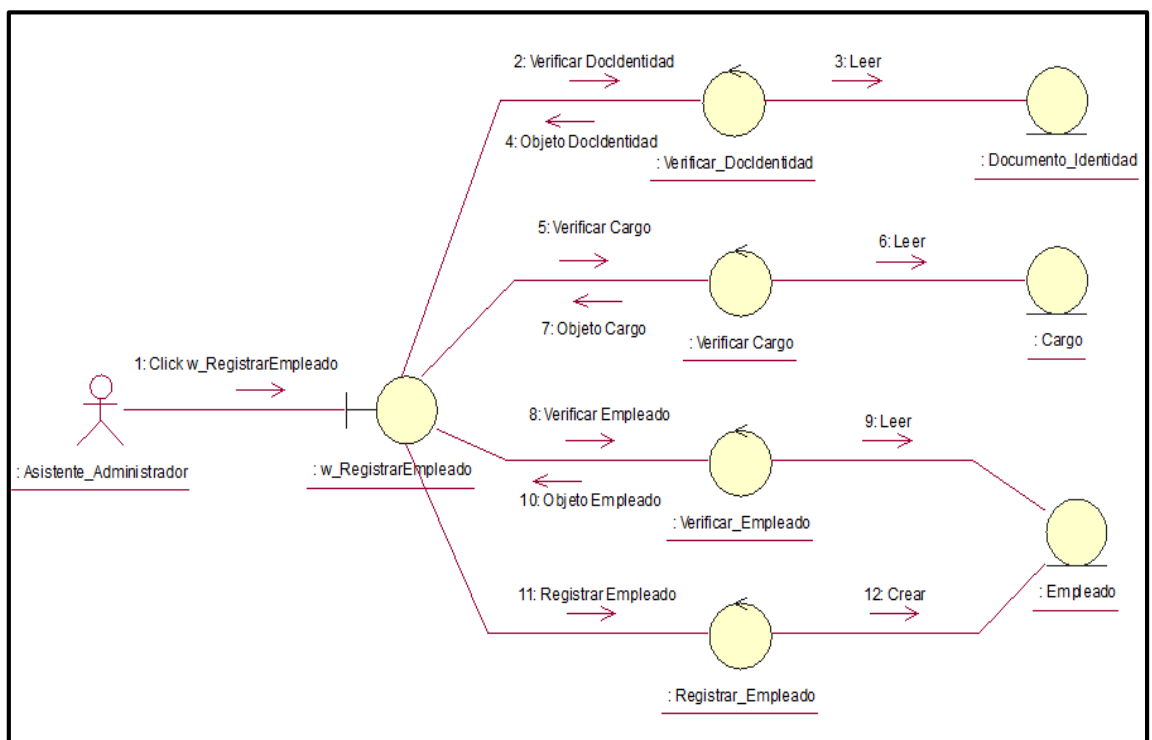 2: Verificar DocIdentidad
3: Leer
4: Objeto DocIdentidad
: Verificar_DocIdentidad
: Documento_Identidad
5: Verificar Cargo
6: Leer
7: Objeto Cargo
: Verificar Cargo
: Cargo
1: Click w_RegistrarEmpleado
: Asistente_Administrador
: w_RegistrarEmpleado
8: Verificar Empleado
9: Leer
10: Objeto Empleado
: Verificar_Empleado
: Empleado
11: Registrar Empleado
12: Crear
: Registrar_Empleado